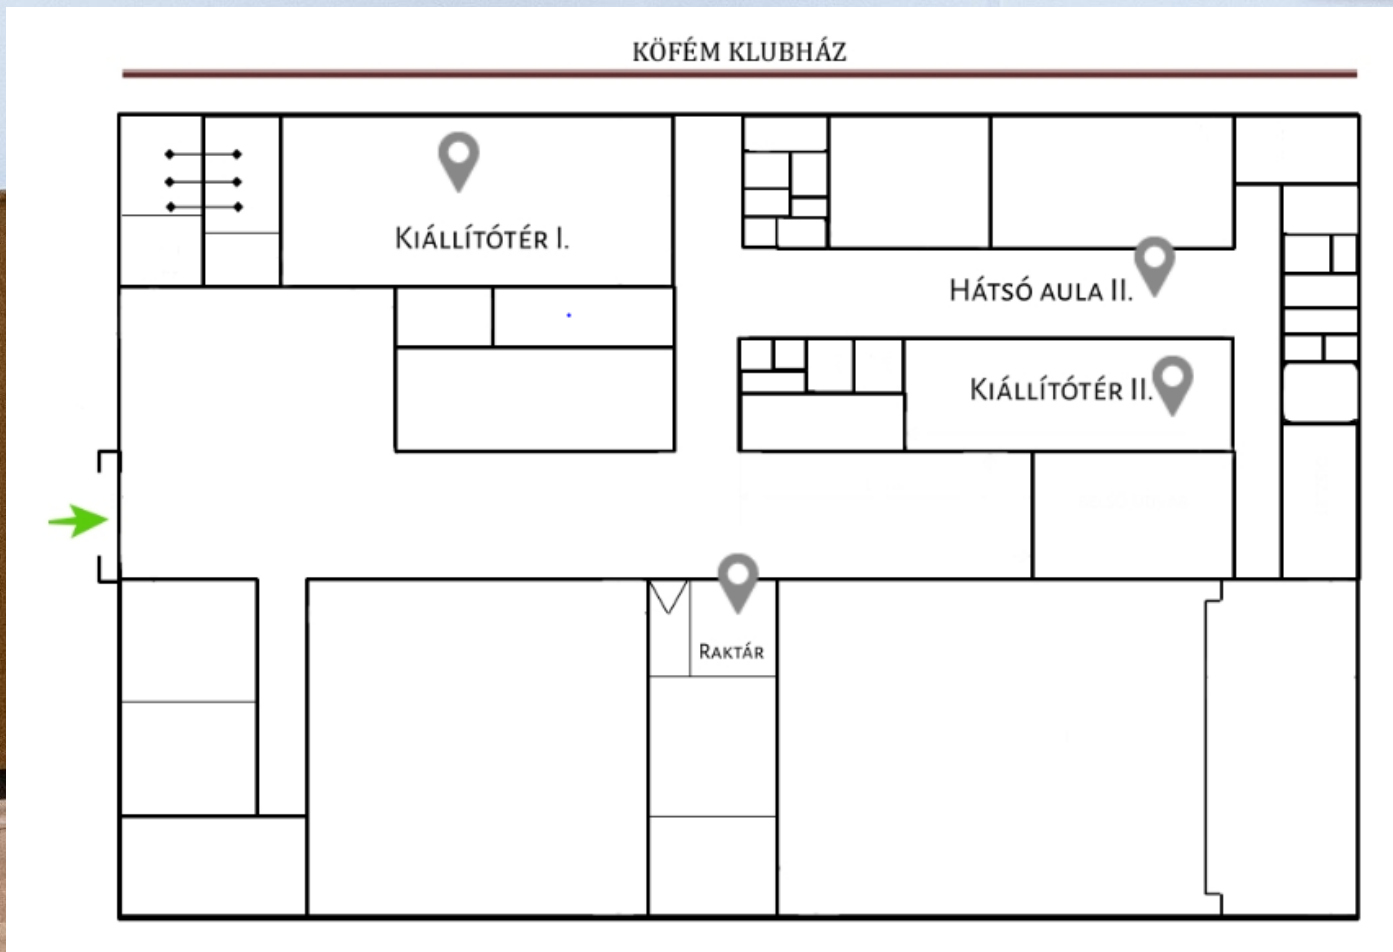 KÖFÉM KLUBHÁZ
Kiállítótér I.
Hátsó aula II.
Kiállítótér II.
Raktár